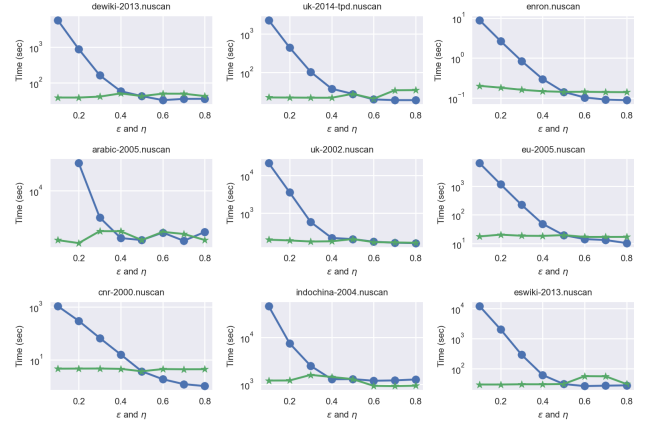 dewiki-2013.nuscan
uk-2014-tpd.nuscan
enron.nuscan
Time (sec)
10³
10²
0.2 0.4 0.6 0.8
ε and η
Time (sec)
10³
10²
0.2 0.4 0.6 0.8
ε and η
Time (sec)
10¹
10⁰
10⁻¹
0.2 0.4 0.6 0.8
ε and η
arabic-2005.nuscan
uk-2002.nuscan
eu-2005.nuscan
Time (sec)
10⁴
0.2 0.4 0.6 0.8
ε and η
Time (sec)
10⁴
10³
0.2 0.4 0.6 0.8
ε and η
Time (sec)
10³
10²
10¹
0.2 0.4 0.6 0.8
ε and η
cnr-2000.nuscan
indochina-2004.nuscan
eswiki-2013.nuscan
Time (sec)
10³
10¹
0.2 0.4 0.6 0.8
ε and η
Time (sec)
10⁴
10³
0.2 0.4 0.6 0.8
ε and η
Time (sec)
10⁴
10³
10²
0.2 0.4 0.6 0.8
ε and η